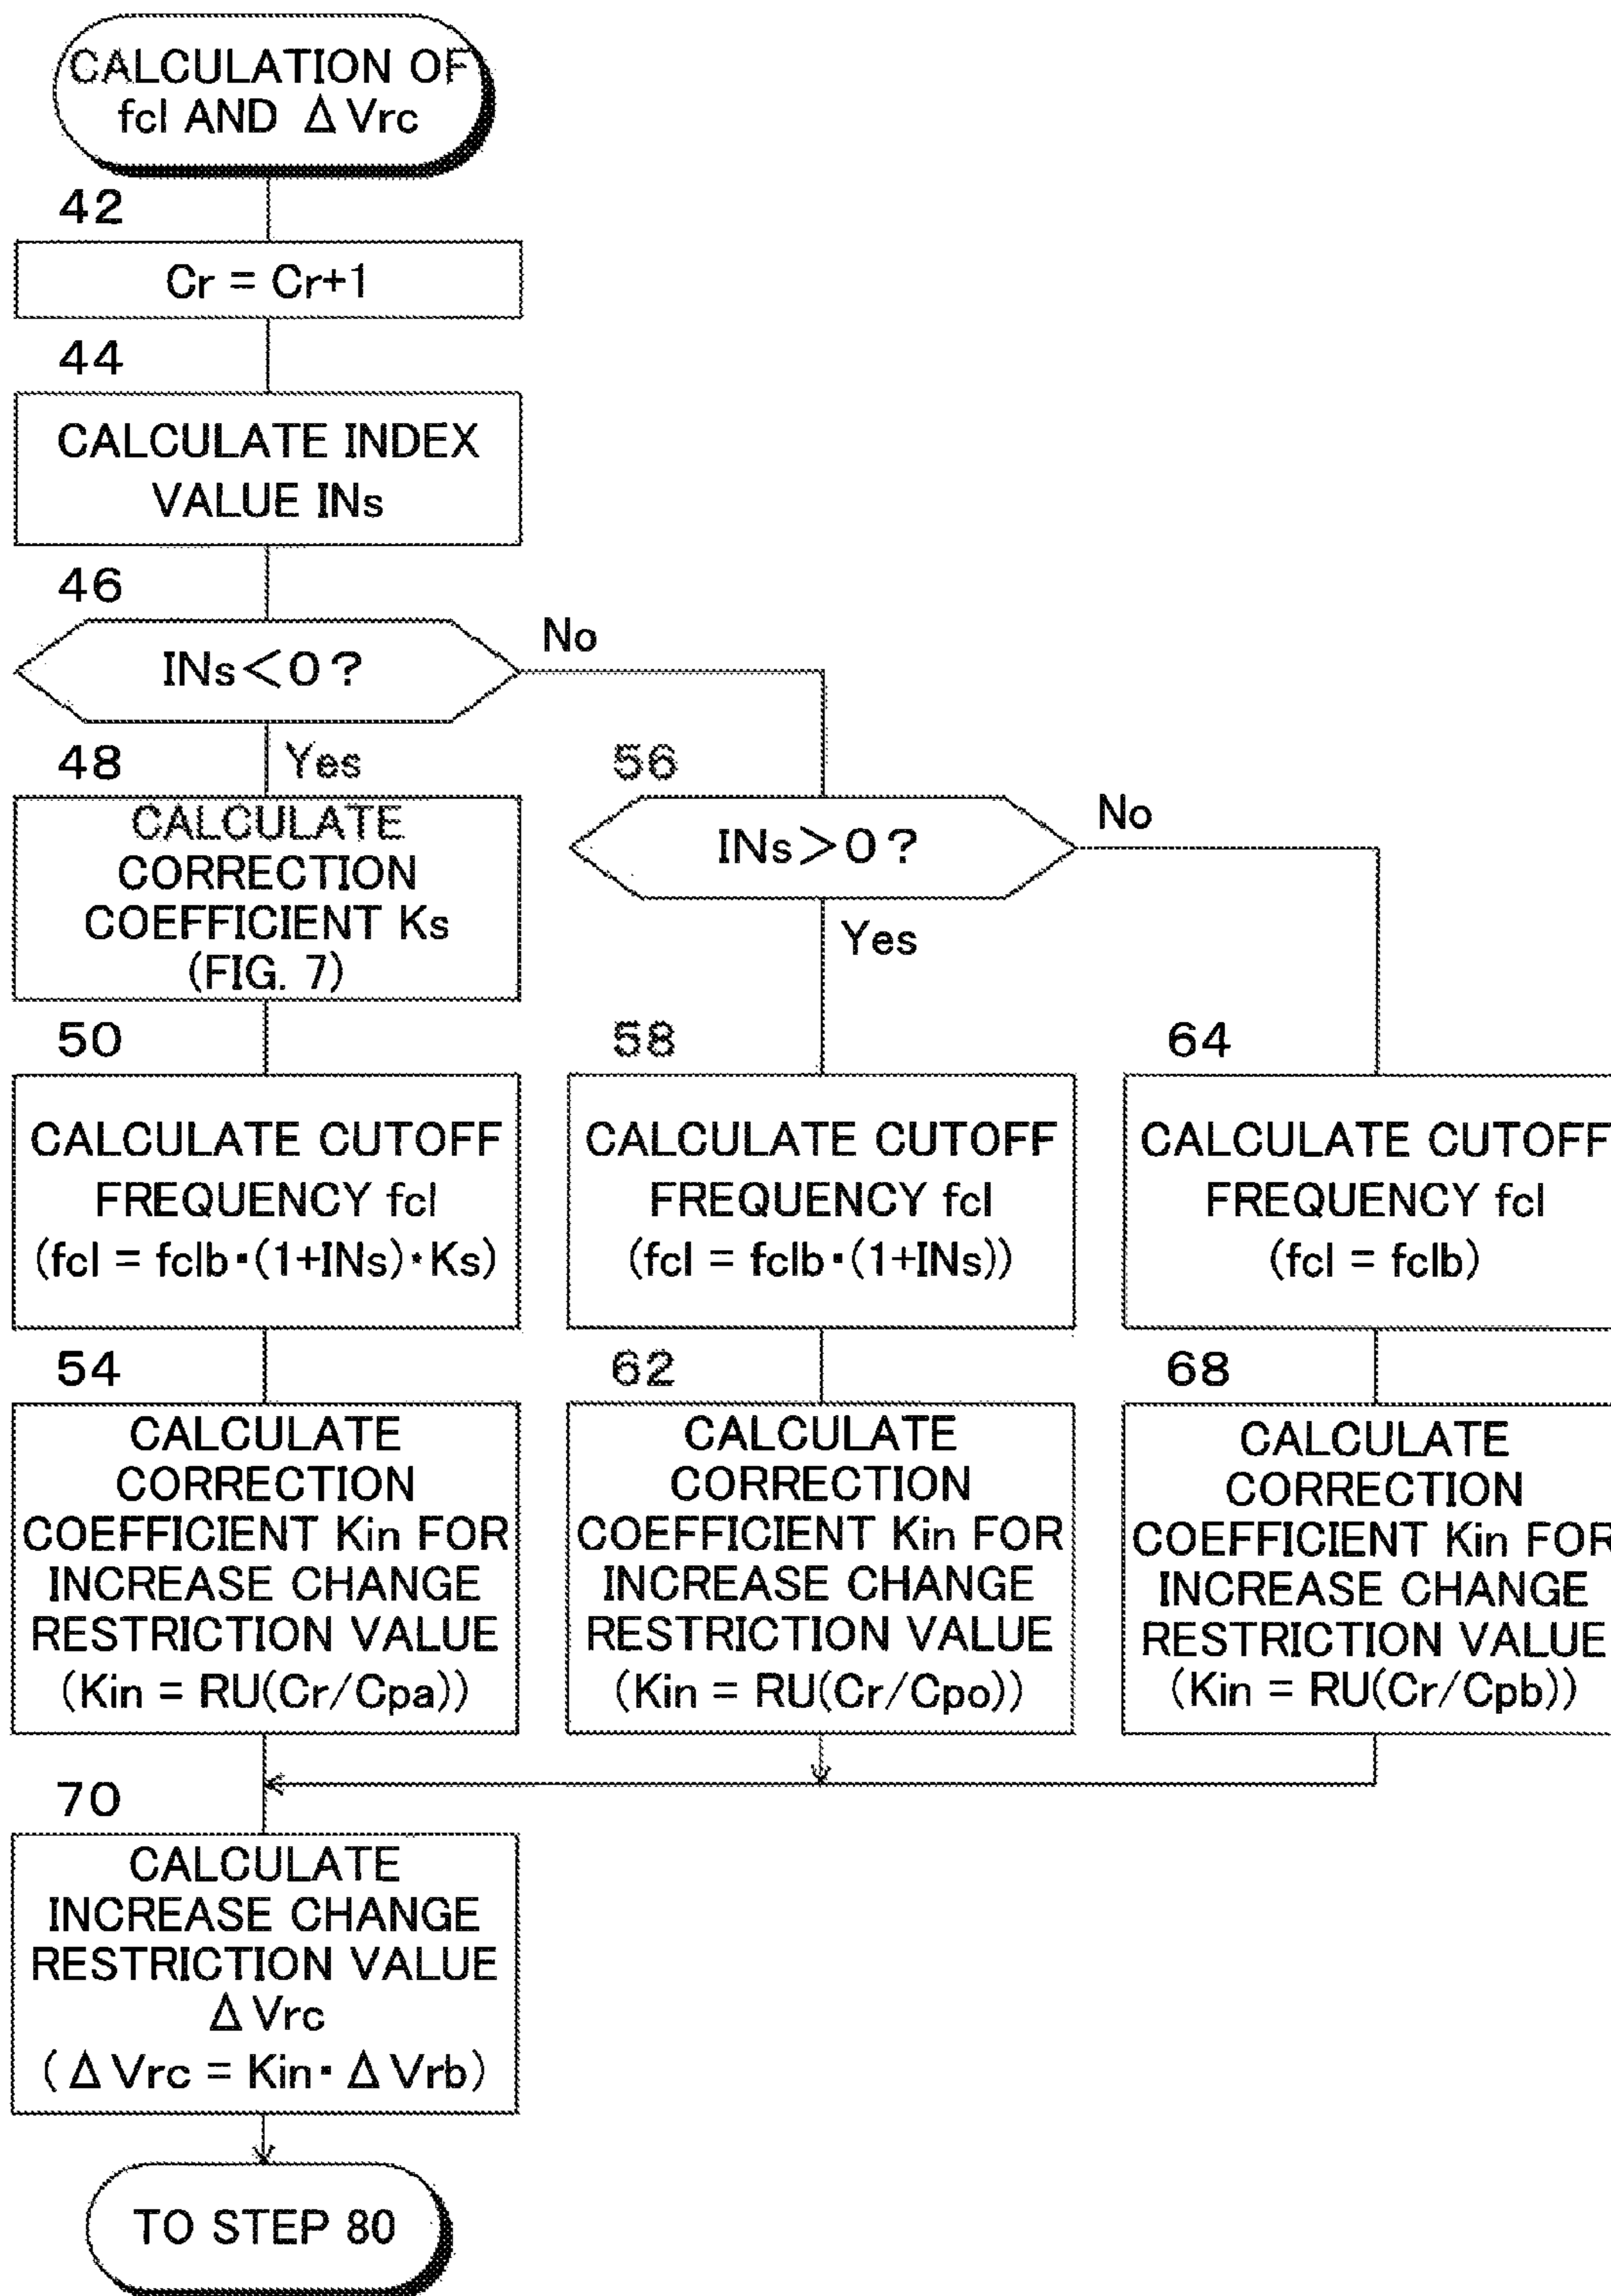 CALCULATION OF
fcl AND Δ Vrc
42
Cr = Cr+1
44
CALCULATE INDEX
VALUE INs
46
INs<0?
No
48
Yes
CALCULATE
CORRECTION
COEFFICIENT Ks
(FIG. 7)
56
INs>0?
No
Yes
50
CALCULATE CUTOFF
FREQUENCY fcl
(fcl = fclb·(1+INs)·Ks)
58
CALCULATE CUTOFF
FREQUENCY fcl
(fcl = fclb·(1+INs))
64
CALCULATE CUTOFF
FREQUENCY fcl
(fcl = fclb)
54
CALCULATE
CORRECTION
COEFFICIENT Kin FOR
INCREASE CHANGE
RESTRICTION VALUE
(Kin = RU(Cr/Cpa))
62
CALCULATE
CORRECTION
COEFFICIENT Kin FOR
INCREASE CHANGE
RESTRICTION VALUE
(Kin = RU(Cr/Cpo))
68
CALCULATE
CORRECTION
COEFFICIENT Kin FOR
INCREASE CHANGE
RESTRICTION VALUE
(Kin = RU(Cr/Cpb))
70
CALCULATE
INCREASE CHANGE
RESTRICTION VALUE
Δ Vrc
(Δ Vrc = Kin· Δ Vrb)
TO STEP 80